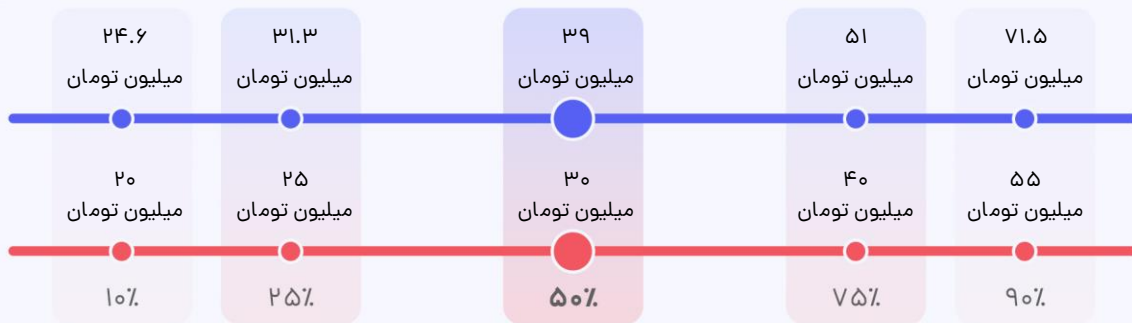 ۲۴.۶
میلیون تومان
۳۱.۳
میلیون تومان
۳۹
میلیون تومان
۵۱
میلیون تومان
۷۱.۵
میلیون تومان
۲۰
میلیون تومان
۲۵
میلیون تومان
۳۰
میلیون تومان
۴۰
میلیون تومان
۵۵
میلیون تومان
۱۰٪
۲۵٪
۵۰٪
۷۵٪
۹۰٪